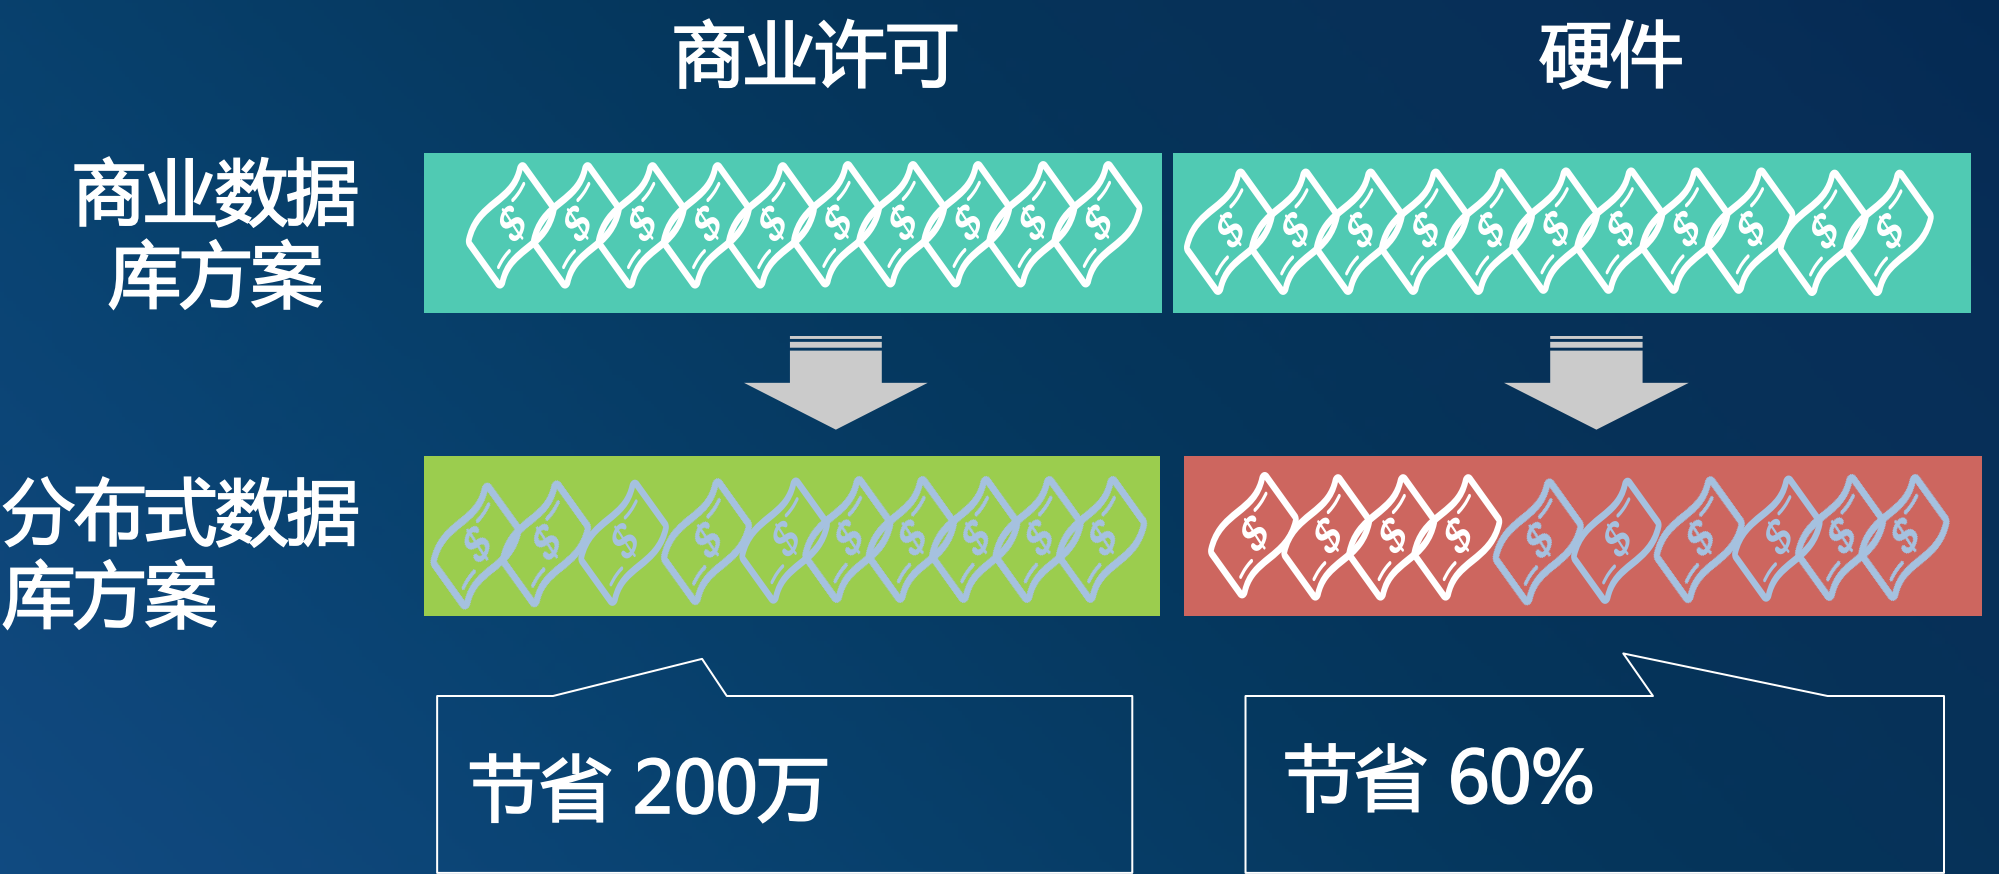 商业许可
硬件
商业数据
库方案
分布式数据
库方案
节省 200万
节省 60%